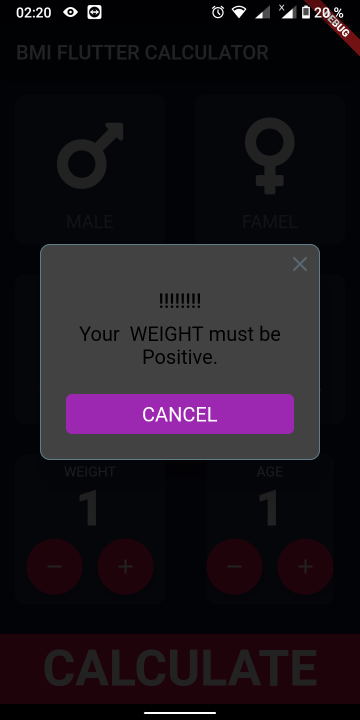 02:20 20 %
DEBUG
BMI FLUTTER CALCULATOR
MALE FAMEL
!!!!!!!!
Your WEIGHT must be
Positive.
CANCEL
WEIGHT AGE
1 1
CALCULATE